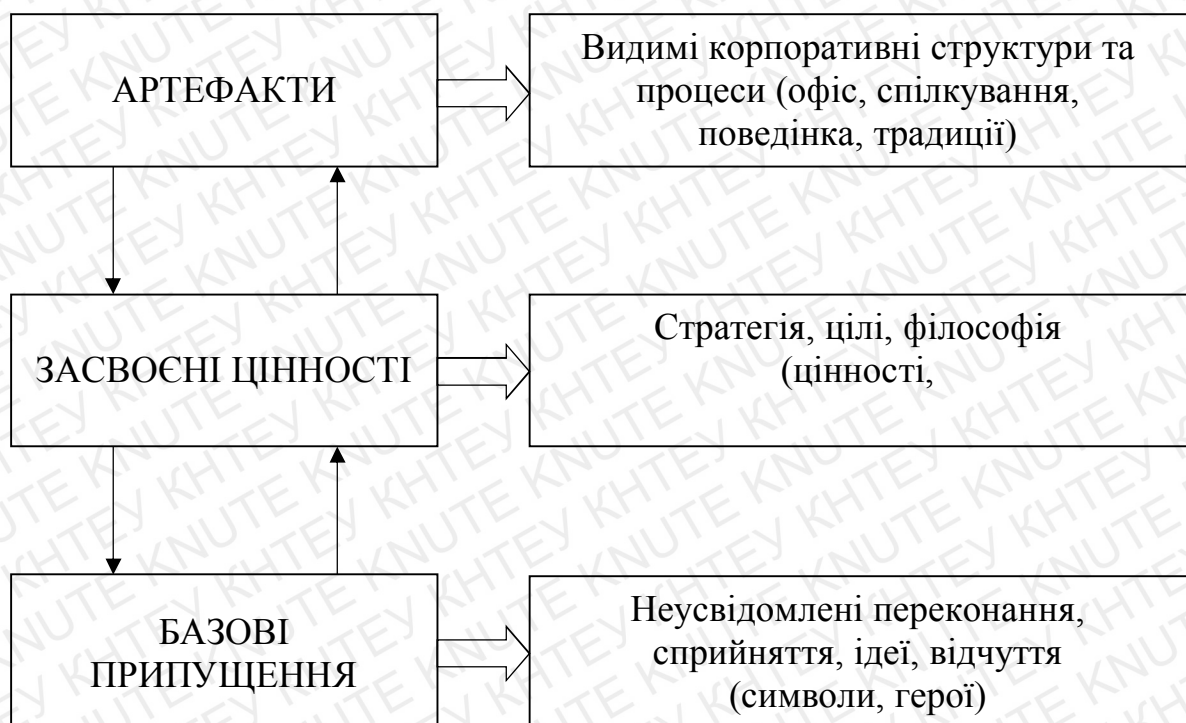 АРТЕФАКТИ
Видимі корпоративні структури та
процеси (офіс, спілкування,
поведінка, традиції)
ЗАСВОЄНІ ЦІННОСТІ
Стратегія, цілі, філософія
(цінності,
БАЗОВІ
ПРИПУЩЕННЯ
Неусвідомлені переконання,
сприйняття, ідеї, відчуття
(символи, герої)